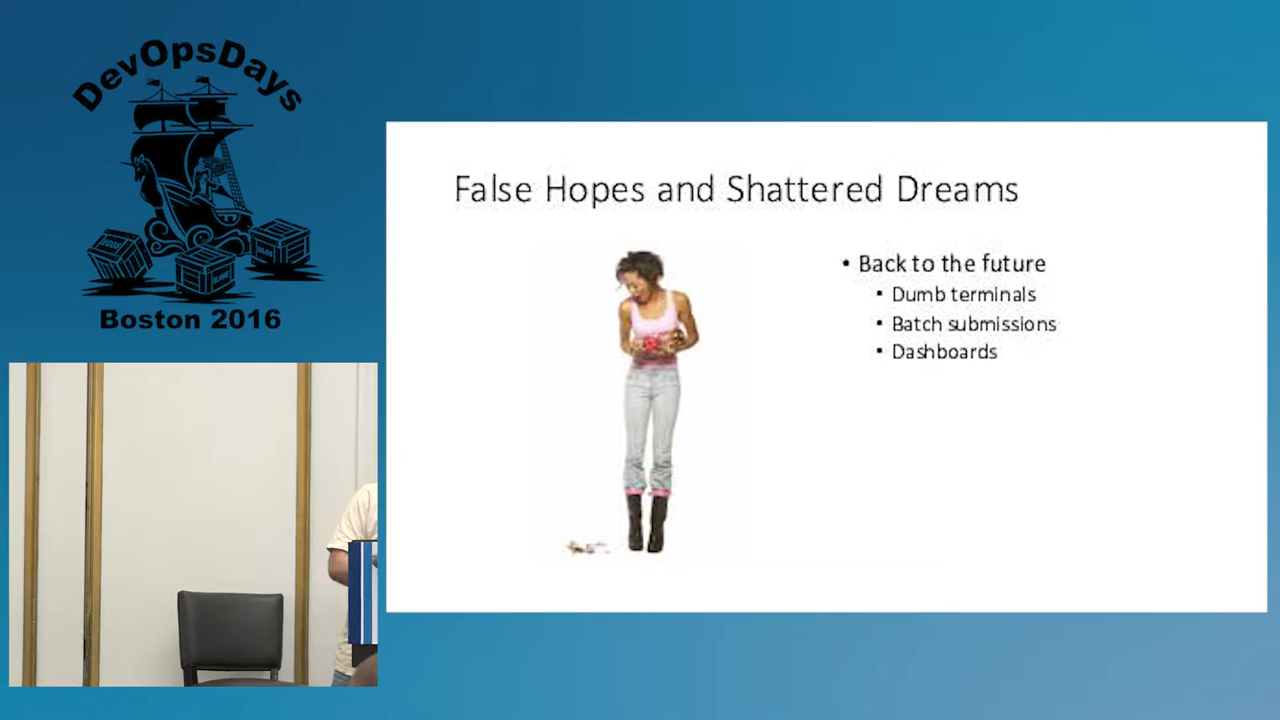 DevOpsDays
Boston 2016
False Hopes and Shattered Dreams
• Back to the future
▪ Dumb terminals
▪ Batch submissions
▪ Dashboards